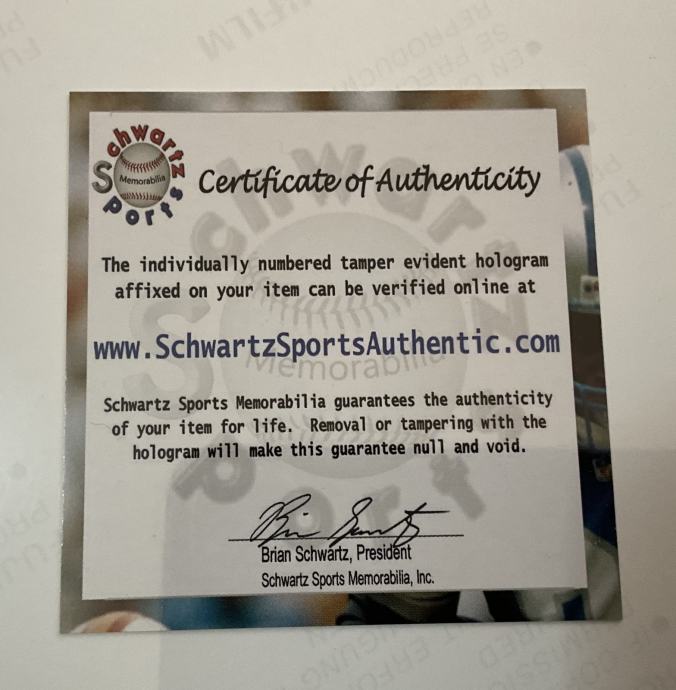 Schwartz
Memorabilia
Sports
Certificate of Authenticity
The individually numbered tamper evident hologram
affixed on your item can be verified online at
www.SchwartzSportsAuthentic.com
Schwartz Sports Memorabilia guarantees the authenticity
of your item for life. Removal or tampering with the
hologram will make this guarantee null and void.
Brian Schwartz, President
Schwartz Sports Memorabilia, Inc.